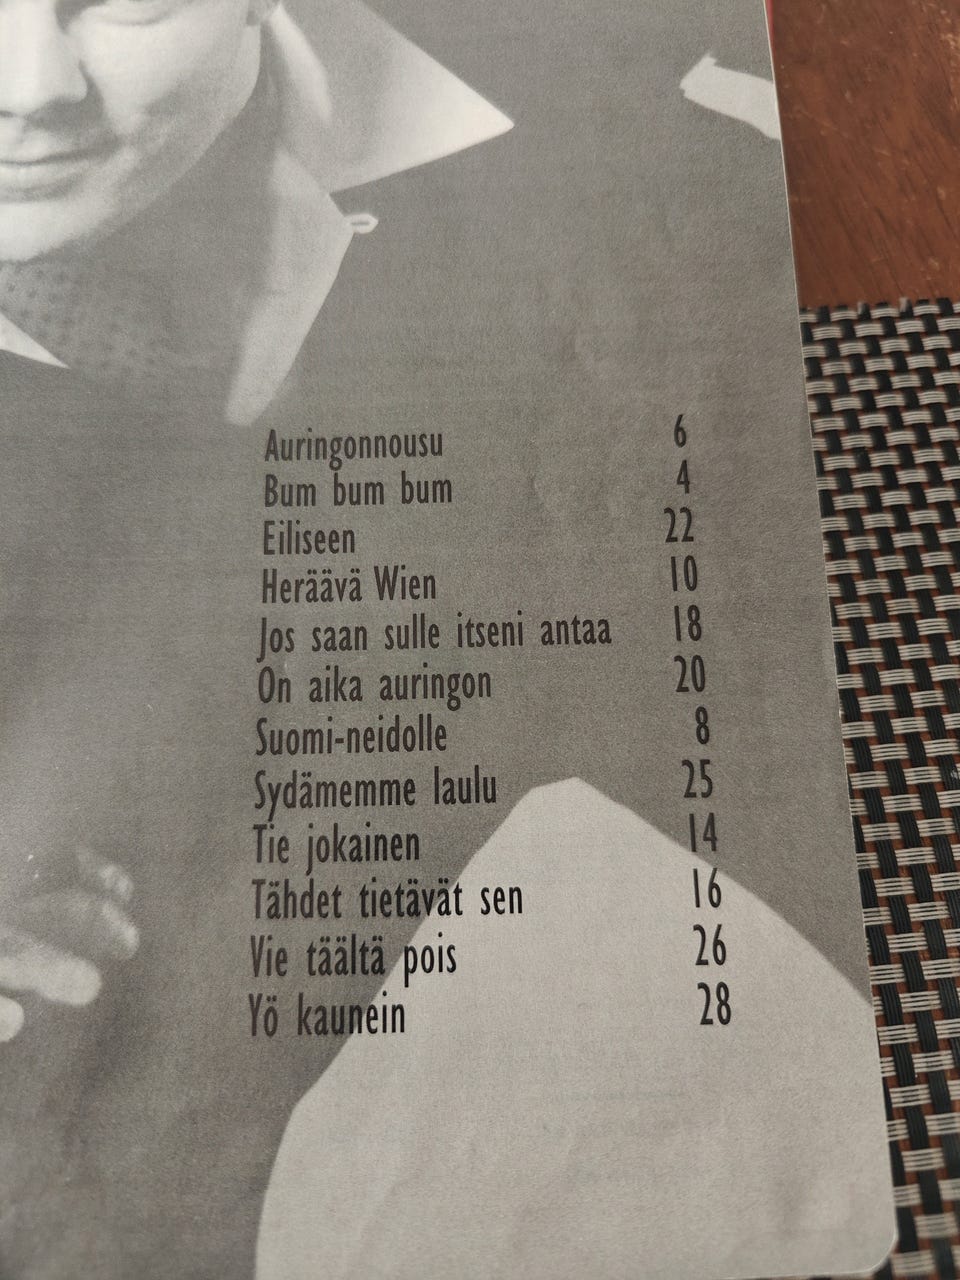 Auringonnousu 6
Bum bum bum 4
Eiliseen 22
Heräävä Wien 10
Jos saan sulle itseni antaa 18
On aika auringon 20
Suomi-neidolle 8
Sydämemme laulu 25
Tie jokainen 14
Tähdet tietävät sen 16
Vie täältä pois 26
Yö kaunein 28